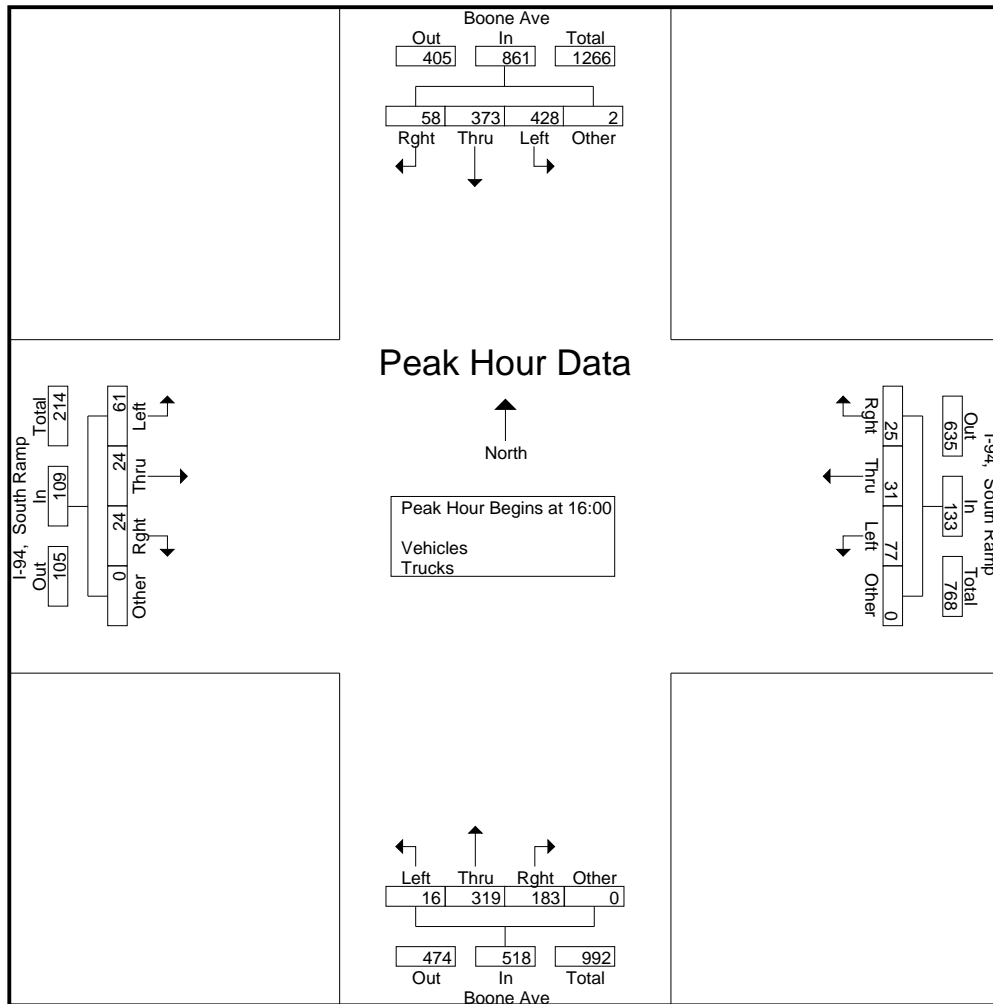 Boone Ave
Out In Total
405 861 1266
58 373 428 2
Rght Thru Left Other
Peak Hour Data
North
Peak Hour Begins at 16:00
Vehicles
Trucks
I-94, South Ramp
Out In Total
105 109 214
61 24 24 0
Left Thru Rght Other
I-94, South Ramp
Out In Total
635 133 768
25 31 77 0
Rght Thru Left Other
Left Thru Rght Other
16 319 183 0
474 518 992
Out In Total
Boone Ave